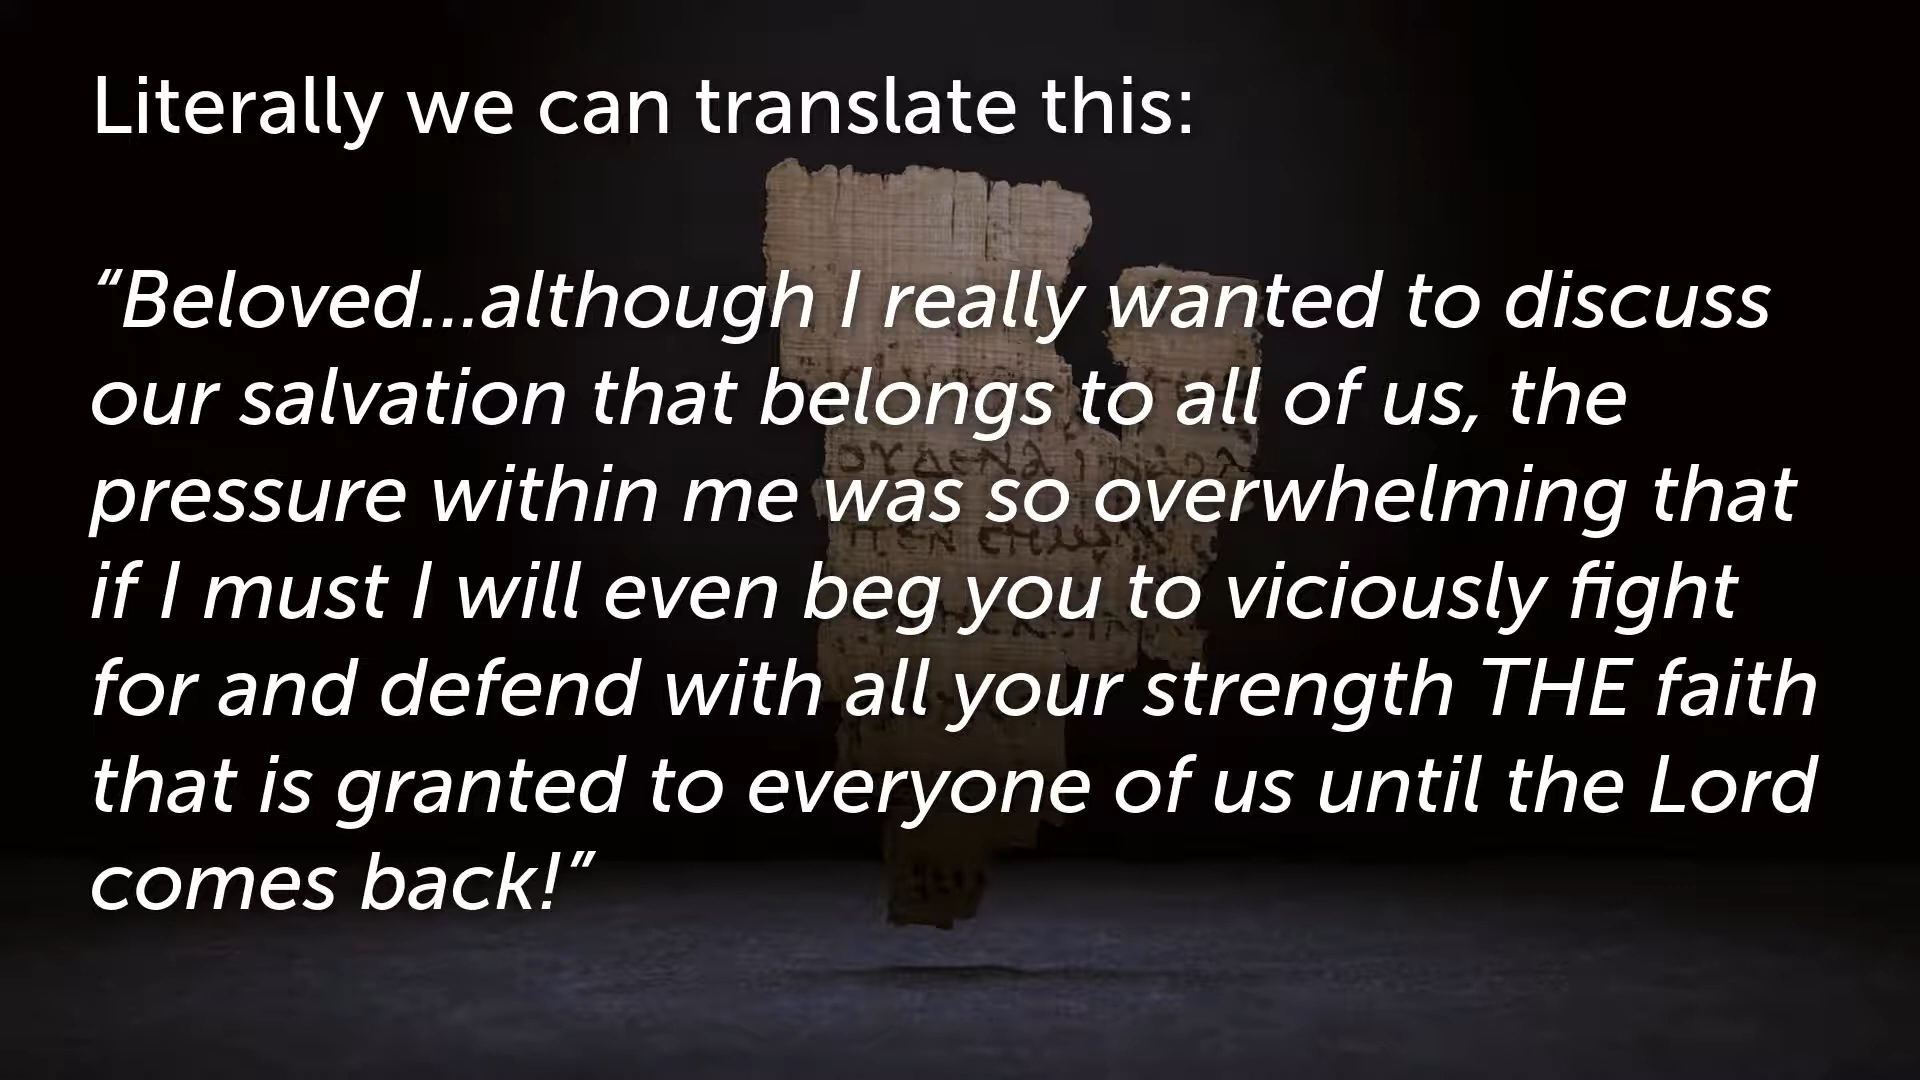 Literally we can translate this:
“Beloved...although I really wanted to discuss
our salvation that belongs to all of us, the
pressure within me was so overwhelming that
if I must I will even beg you to viciously fight
for and defend with all your strength THE faith
that is granted to everyone of us until the Lord
comes back!”